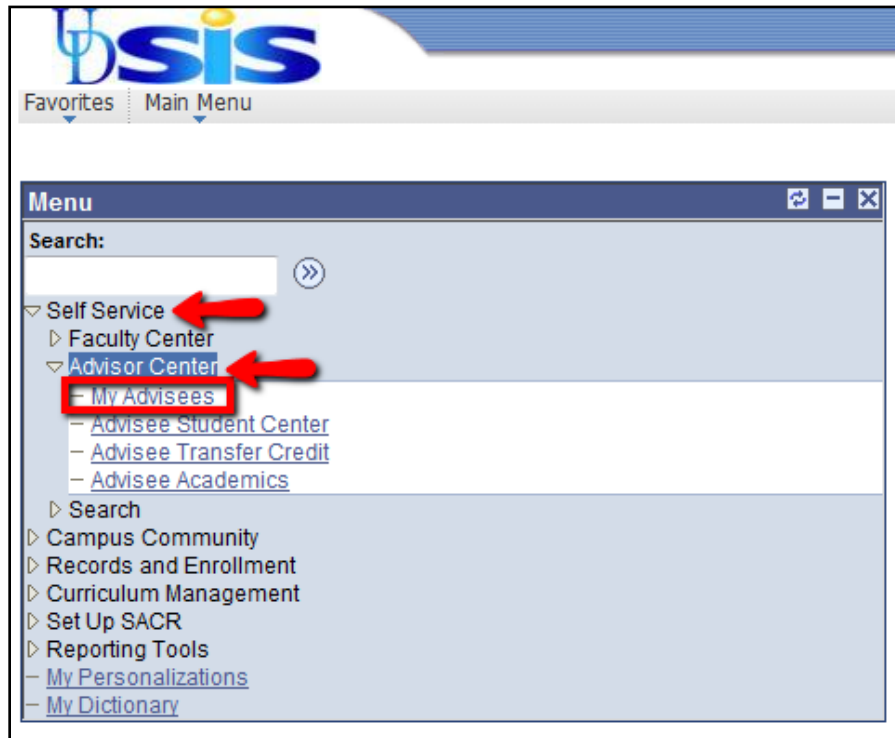 UDsis
Favorites Main Menu
Menu
Search:
Self Service
Faculty Center
Advisor Center
My Advisees
Advisee Student Center
Advisee Transfer Credit
Advisee Academics
Search
Campus Community
Records and Enrollment
Curriculum Management
Set Up SACR
Reporting Tools
My Personalizations
My Dictionary